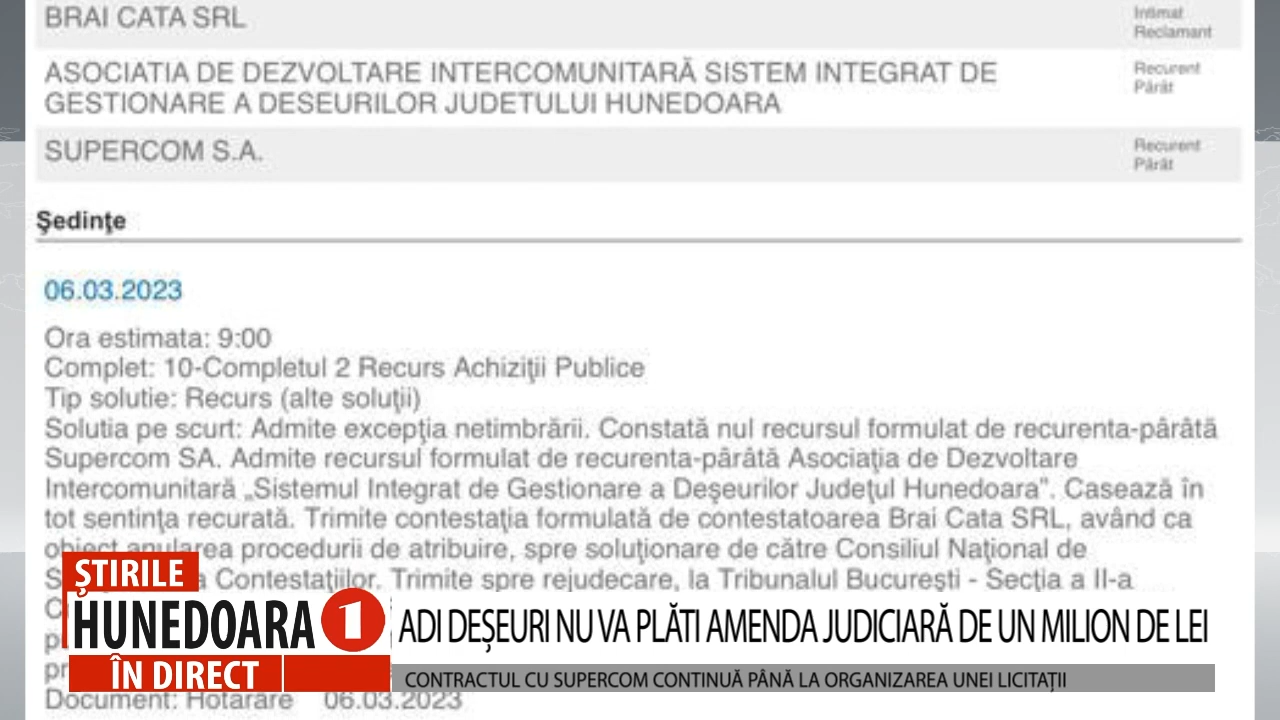 BRAI CATA SRL
Intimat
Reclamant
ASOCIATIA DE DEZVOLTARE INTERCOMUNITARĂ SISTEM INTEGRAT DE
GESTIONARE A DESEURILOR JUDETULUI HUNEDOARA
Recurent
Pârât
SUPERCOM S.A.
Recurent
Pârât
Şedinţe
06.03.2023
Ora estimata: 9:00
Complet: 10-Completul 2 Recurs Achiziţii Publice
Tip solutie: Recurs (alte soluţii)
Solutia pe scurt: Admite excepţia netimbrării. Constată nul recursul formulat de recurenta-pârâtă
Supercom SA. Admite recursul formulat de recurenta-pârâtă Asociaţia de Dezvoltare
Intercomunitară „Sistemul Integrat de Gestionare a Deşeurilor Judeţul Hunedoara”. Casează în
tot sentinţa recurată. Trimite contestaţia formulată de contestatoarea Brai Cata SRL, având ca
obiect anularea procedurii de atribuire, spre soluţionare de către Consiliul Naţional de
a Contestaţiilor. Trimite spre rejudecare, la Tribunalul Bucureşti - Secţia a II-a
ȘTIRILE
HUNEDOARA 1
ÎN DIRECT
ADI DEȘEURI NU VA PLĂTI AMENDA JUDICIARĂ DE UN MILION DE LEI
CONTRACTUL CU SUPERCOM CONTINUĂ PÂNĂ LA ORGANIZAREA UNEI LICITAȚII
Document: Hotarâre 06.03.2023